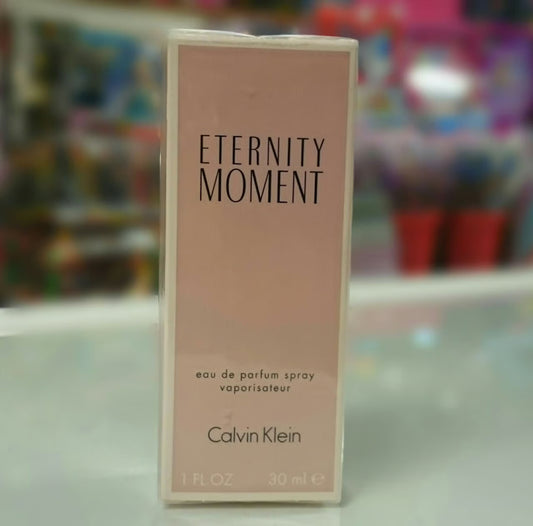 ETERNITY
MOMENT
eau de parfum spray
vaporisateur
Calvin Klein
1 FL.OZ 30 ml ℮